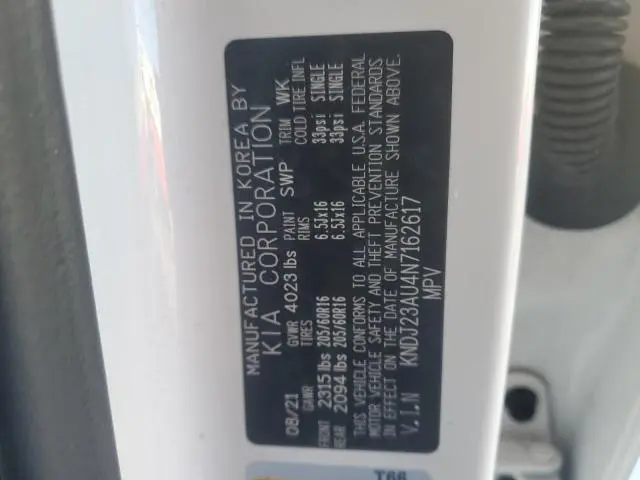 MANUFACTURED IN KOREA BY
KIA CORPORATION
08/21 GVWR 4023 lbs PAINT SWP TRIM WK
GAWR TIRES RIMS COLD TIRE INFL
FRONT 2315 lbs 205/60R16 6.5Jx16 33psi SINGLE
REAR 2094 lbs 205/60R16 6.5Jx16 33psi SINGLE
THIS VEHICLE CONFORMS TO ALL APPLICABLE U.S.A. FEDERAL
MOTOR VEHICLE SAFETY AND THEFT PREVENTION STANDARDS
IN EFFECT ON THE DATE OF MANUFACTURE SHOWN ABOVE.
V.I.N KNDJ23AU4N7162617
MPV
T66